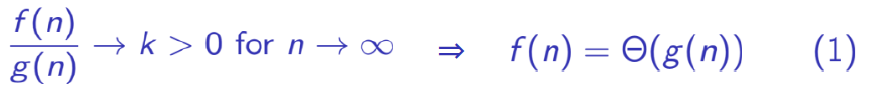 f(n)/g(n) → k > 0 for n → ∞ ⇒ f(n) = Θ(g(n)) (1)